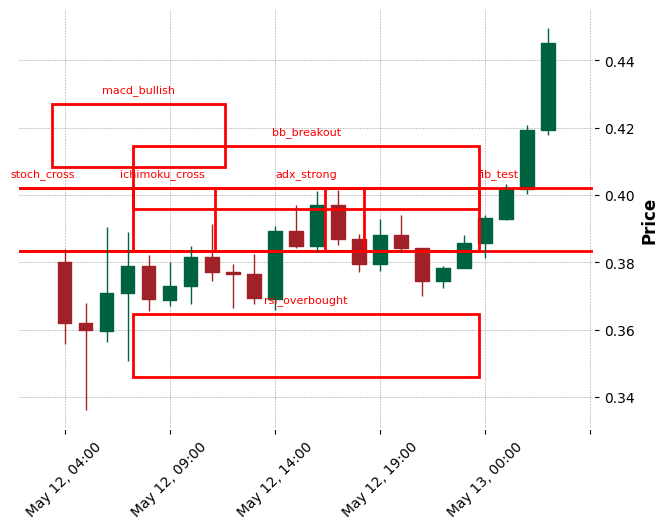 0.44
macd_bullish
0.42
bb_breakout
stoch_cross
ichimoku_cross
adx_strong
fib_test
0.40
Price
0.38
rsi_overbought
0.36
0.34
May 12, 04:00
May 12, 09:00
May 12, 14:00
May 12, 19:00
May 13, 00:00